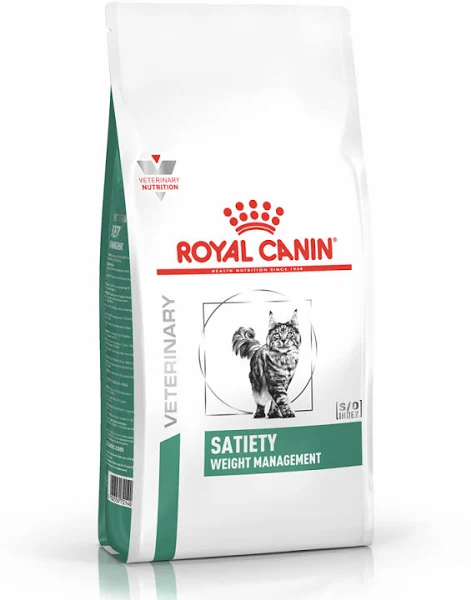 VETERINARY
NUTRITION
ROYAL CANIN®
HEALTH NUTRITION SINCE 1968
VETERINARY
S/O
INDEX
SATIETY
WEIGHT MANAGEMENT